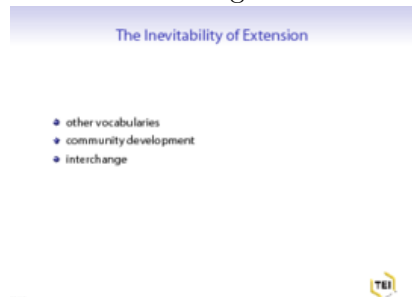 The Inevitability of Extension
other vocabularies
community development
interchange
TEI